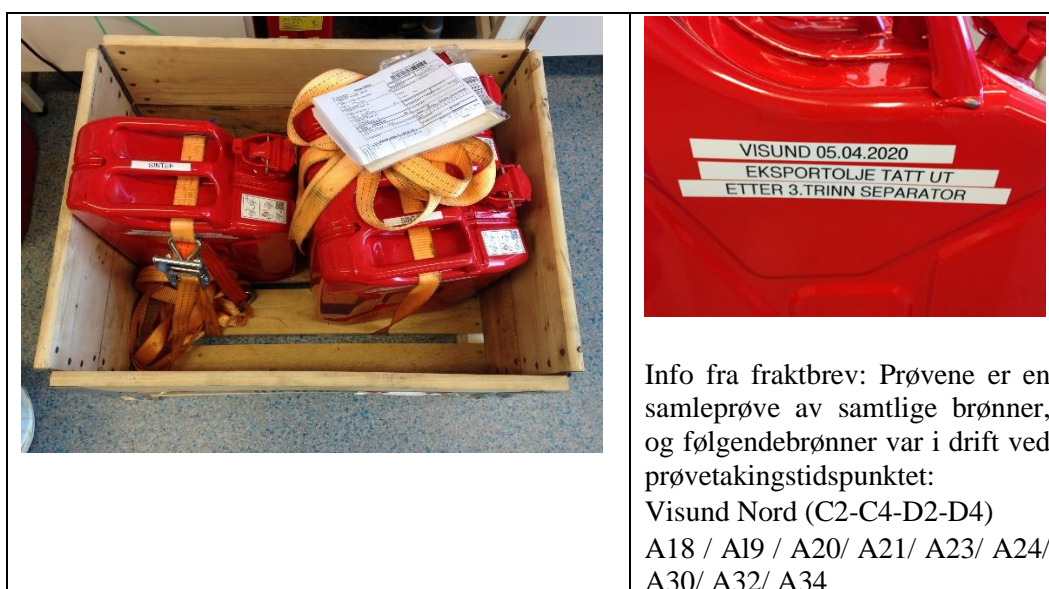 SINTEF
SINTEF
VISUND 05.04.2020
EKSPORTOLJE TATT UT
ETTER 3.TRINN SEPARATOR
Info fra fraktbrev: Prøvene er en
samleprøve av samtlige brønner,
og følgendebrønner var i drift ved
prøvetakingstidspunktet:
Visund Nord (C2-C4-D2-D4)
A18 / Al9 / A20/ A21/ A23/ A24/
A30/ A32/ A34